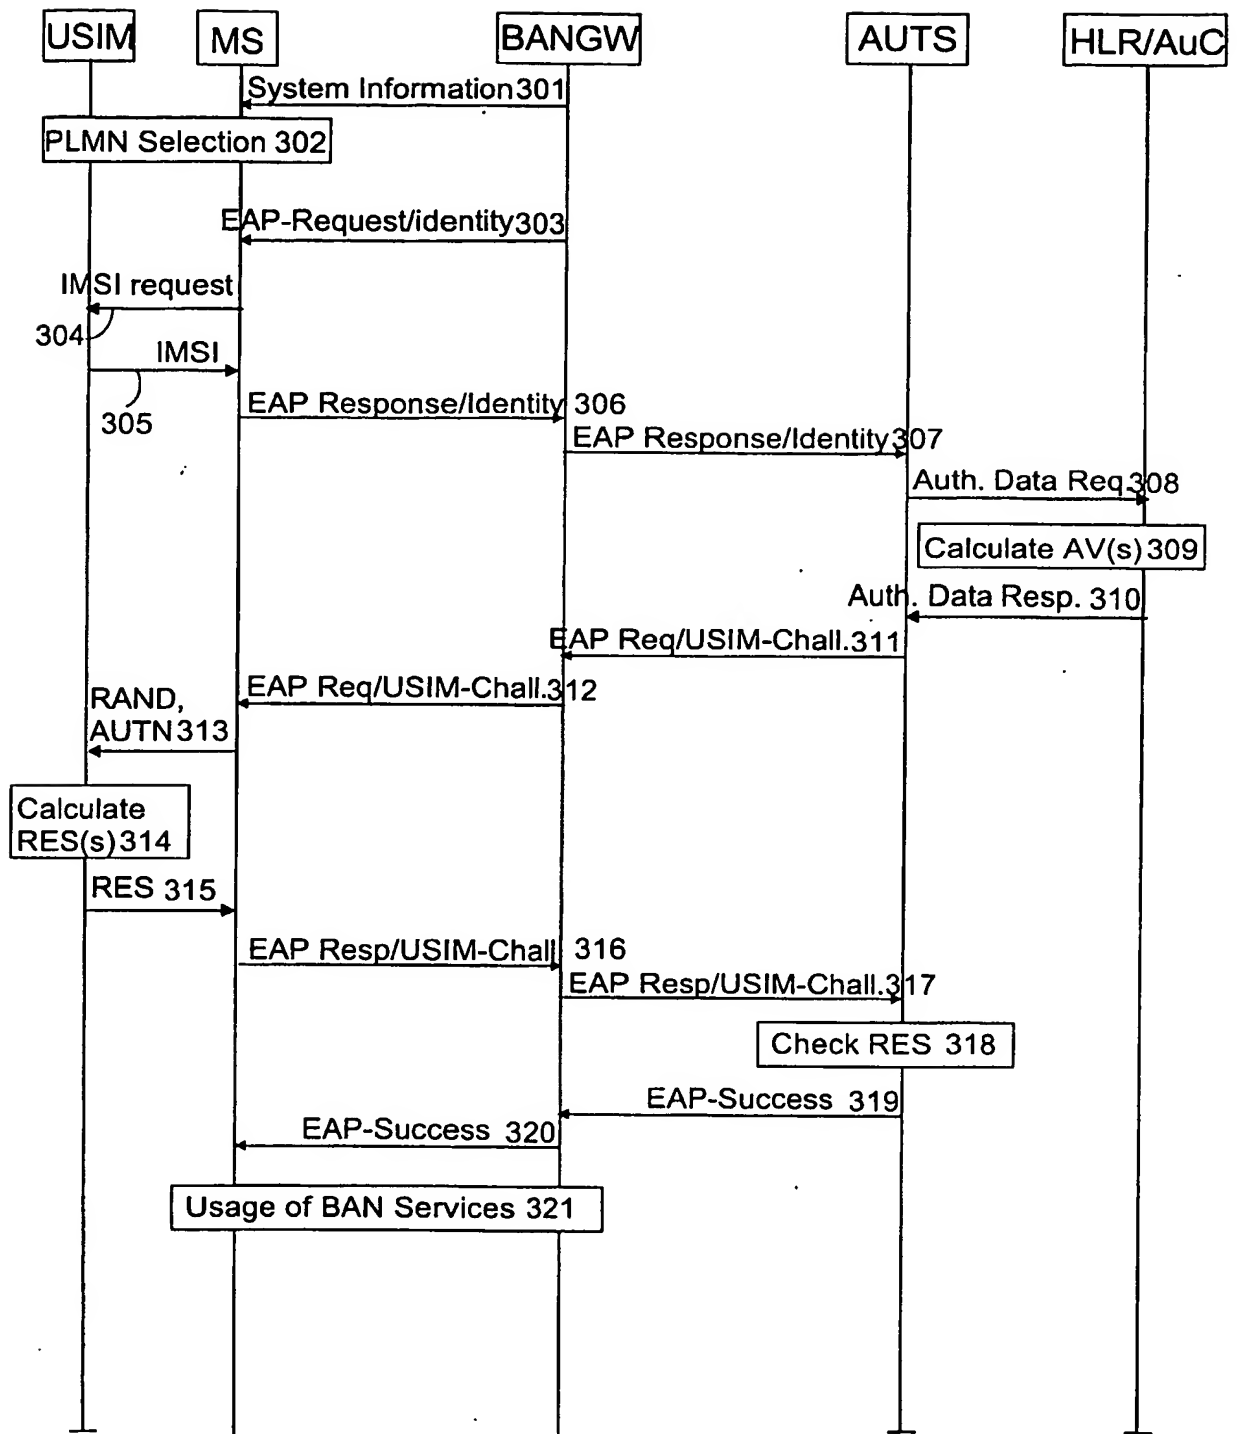 USIM
MS
BANGW
AUTS
HLR/AuC
System Information 301
PLMN Selection 302
EAP-Request/identity 303
IMSI request
304
IMSI
305
EAP Response/Identity 306
EAP Response/Identity 307
Auth. Data Req. 308
Calculate AV(s) 309
Auth. Data Resp. 310
EAP Req/USIM-Chall. 311
EAP Req/USIM-Chall. 312
RAND,
AUTN 313
Calculate
RES(s) 314
RES 315
EAP Resp/USIM-Chall 316
EAP Resp/USIM-Chall. 317
Check RES 318
EAP-Success 319
EAP-Success 320
Usage of BAN Services 321